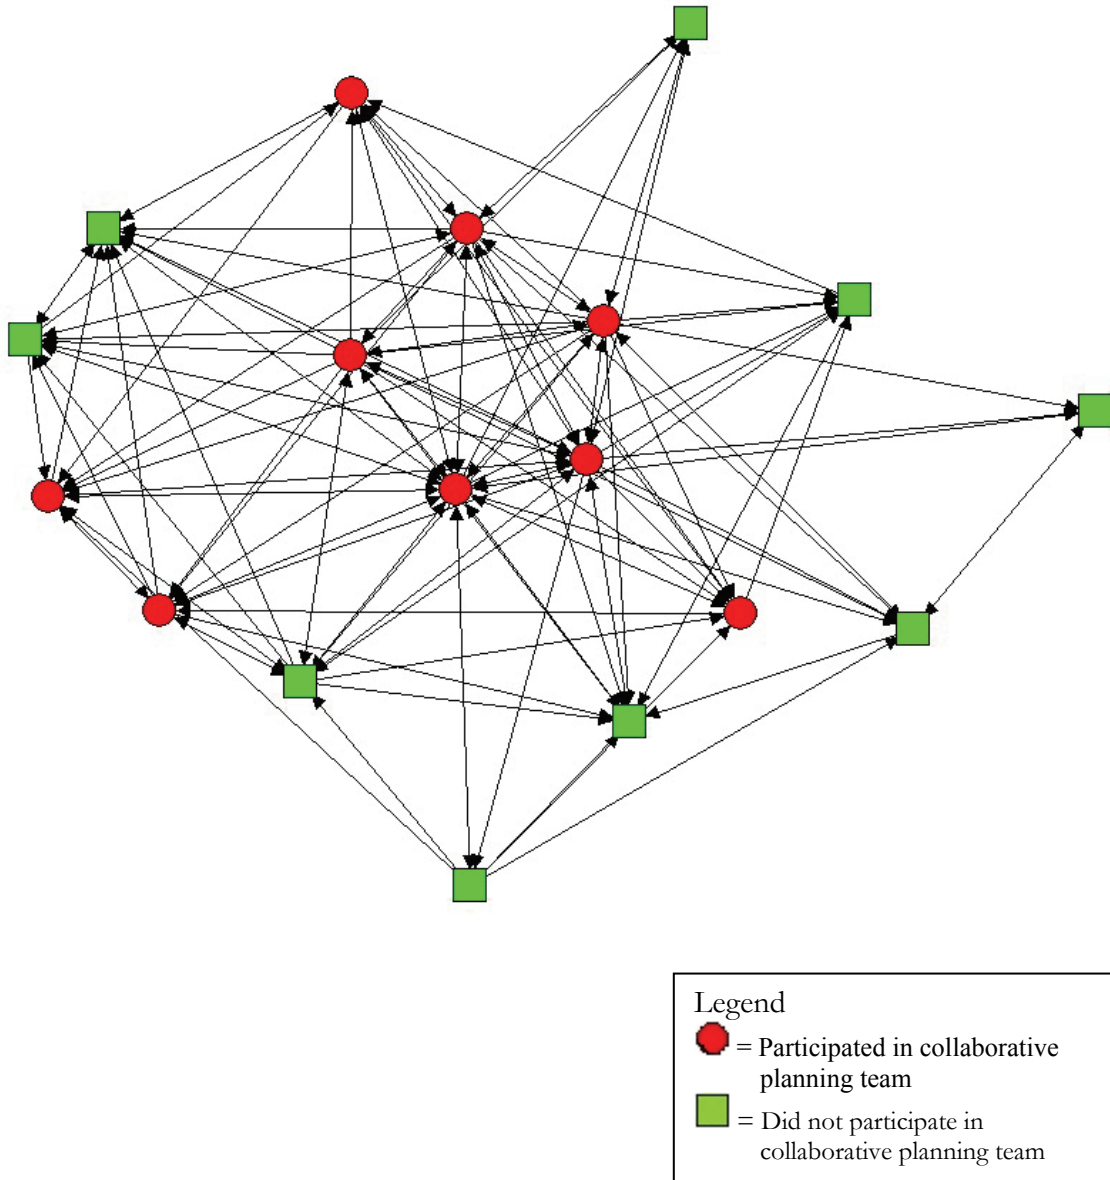 Legend
= Participated in collaborative
planning team
= Did not participate in
collaborative planning team